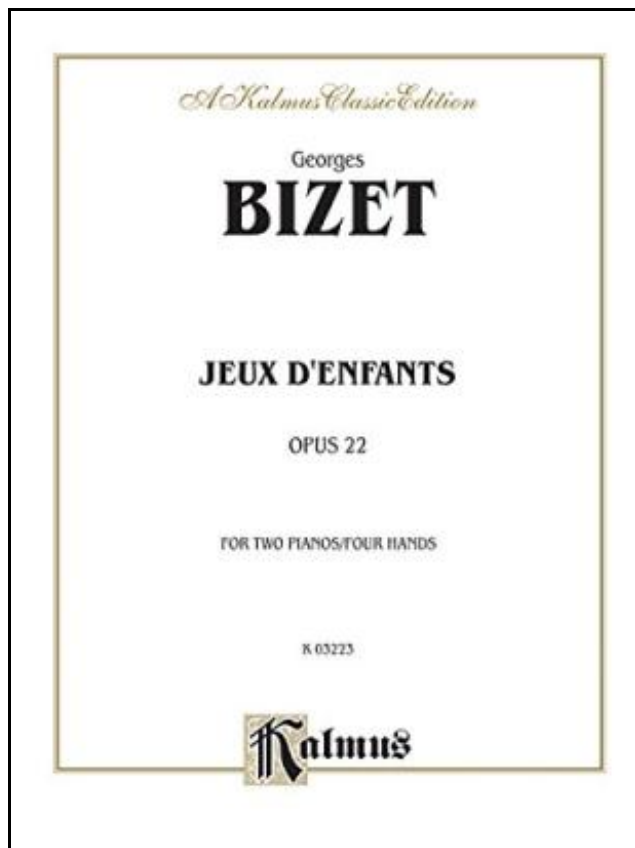 A Kalmus Classic Edition
Georges
BIZET
JEUX D'ENFANTS
OPUS 22
FOR TWO PIANOS/FOUR HANDS
K 03223
Kalmus